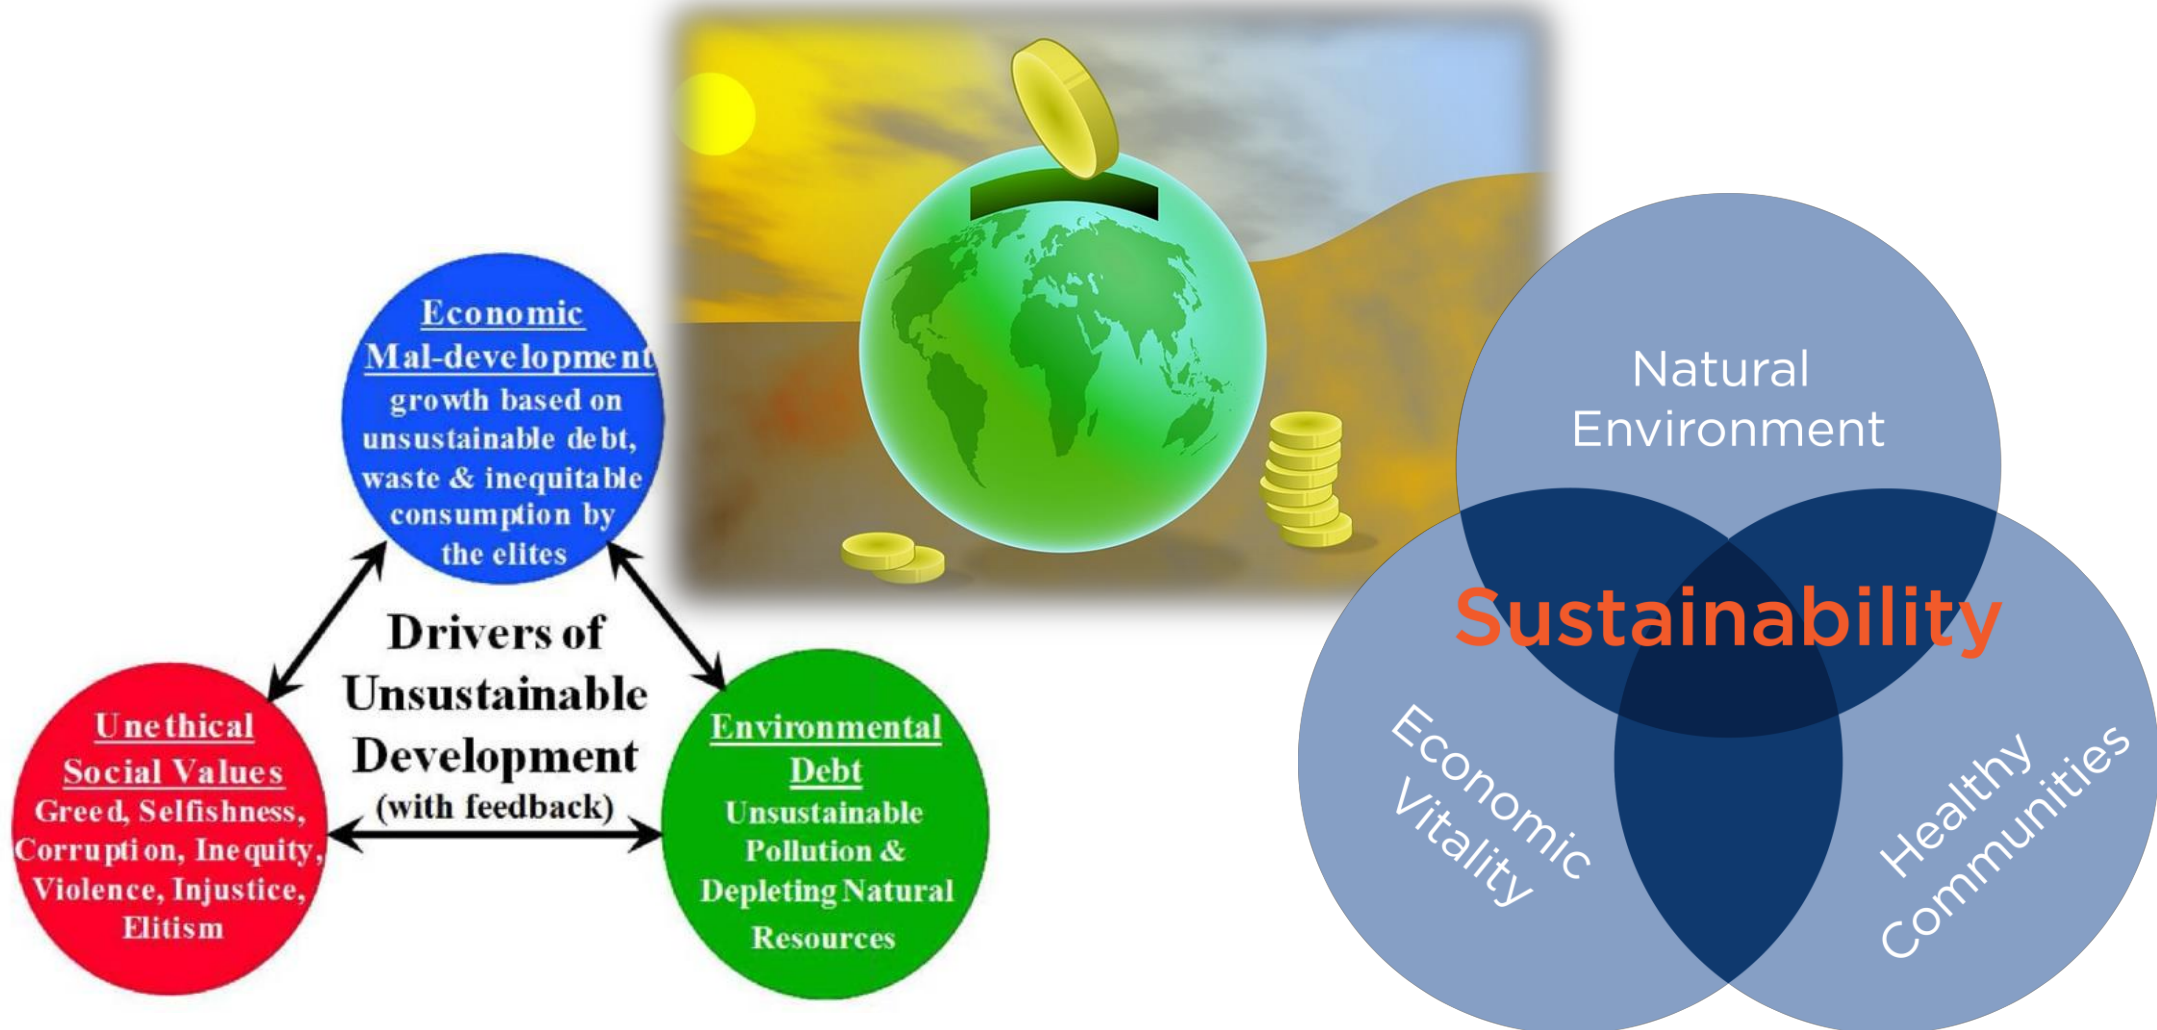 Economic
Mal-development
growth based on
unsustainable debt,
waste & inequitable
consumption by
the elites
Drivers of
Unsustainable
Development
(with feedback)
Unethical
Social Values
Greed, Selfishness,
Corruption, Inequity,
Violence, Injustice,
Elitism
Environmental
Debt
Unsustainable
Pollution &
Depleting Natural
Resources
Natural
Environment
Sustainability
Economic
Vitality
Healthy
Communities